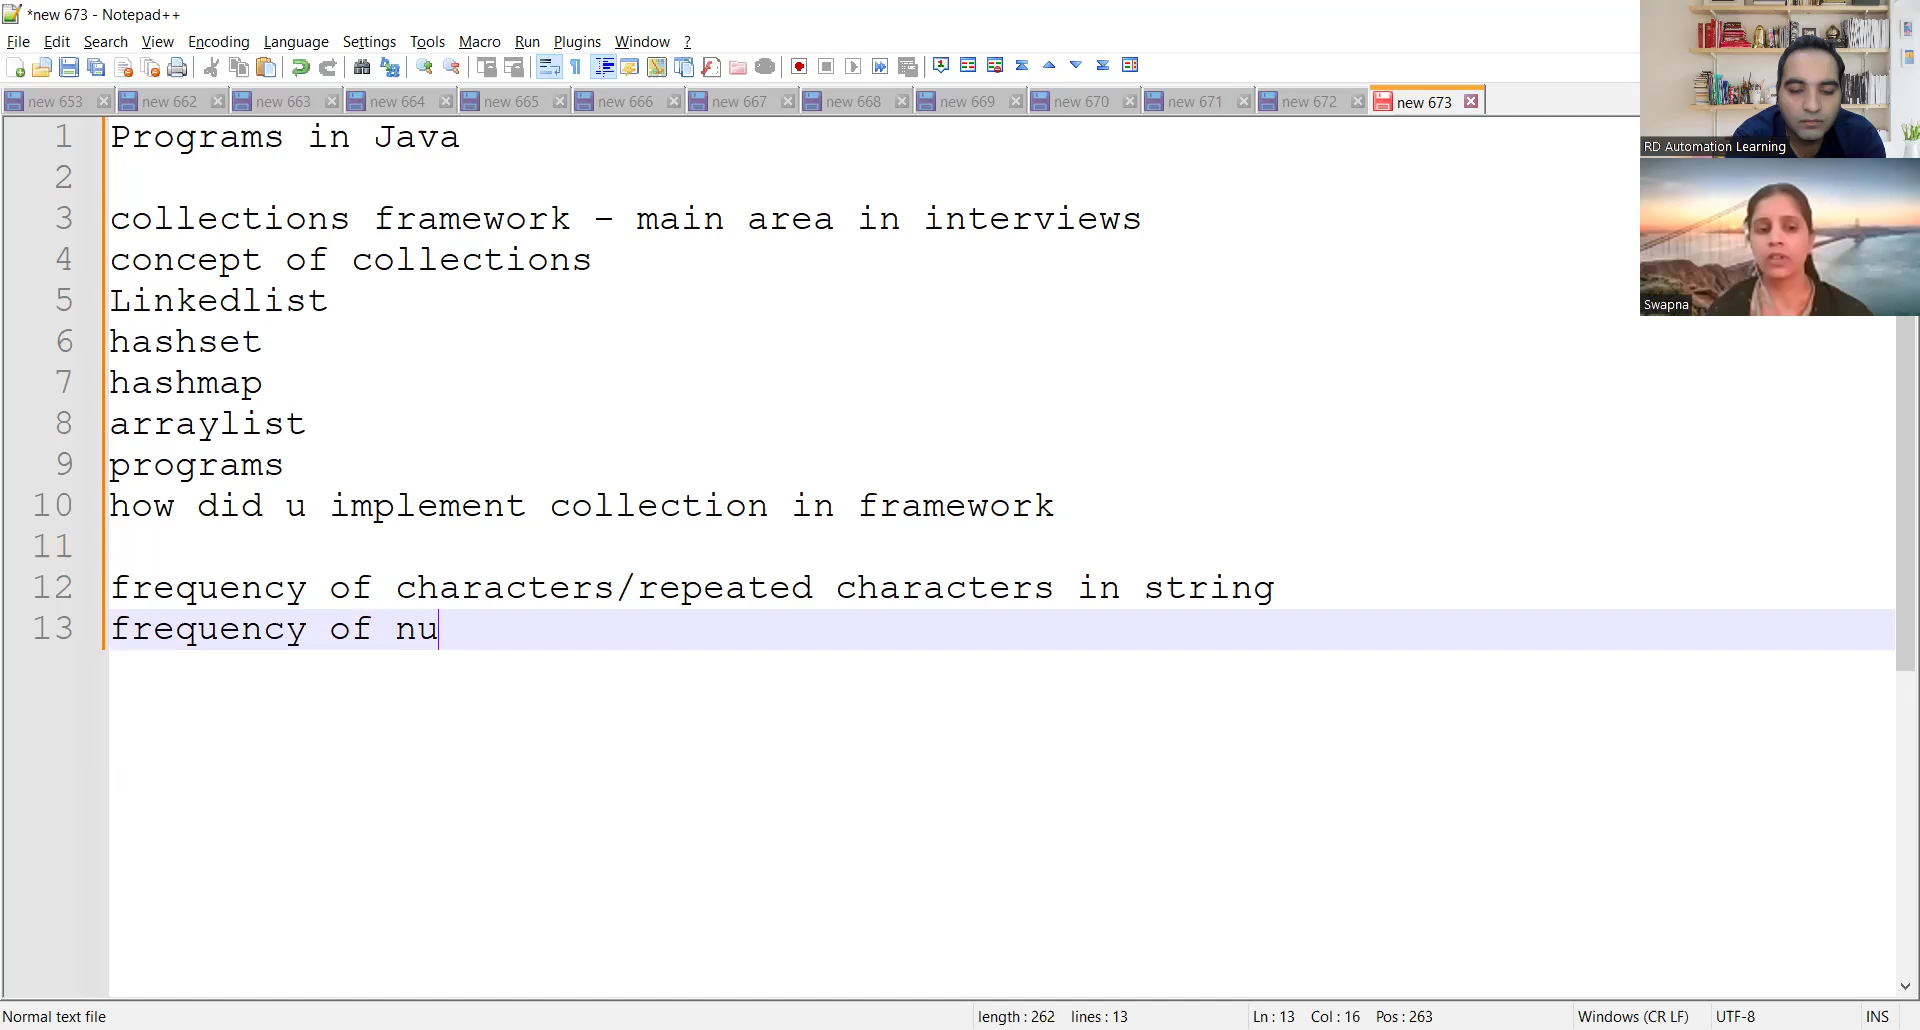 *new 673 - Notepad++
File Edit Search View Encoding Language Settings Tools Macro Run Plugins Window ?
new 653 new 662 new 663 new 664 new 665 new 666 new 667 new 668 new 669 new 670 new 671 new 672 new 673
1 Programs in Java
2
3 collections framework - main area in interviews
4 concept of collections
5 Linkedlist
6 hashset
7 hashmap
8 arraylist
9 programs
10 how did u implement collection in framework
11
12 frequency of characters/repeated characters in string
13 frequency of nu
RD Automation Learning
Swapna
Normal text file length : 262 lines : 13 Ln : 13 Col : 16 Pos : 263 Windows (CR LF) UTF-8 INS